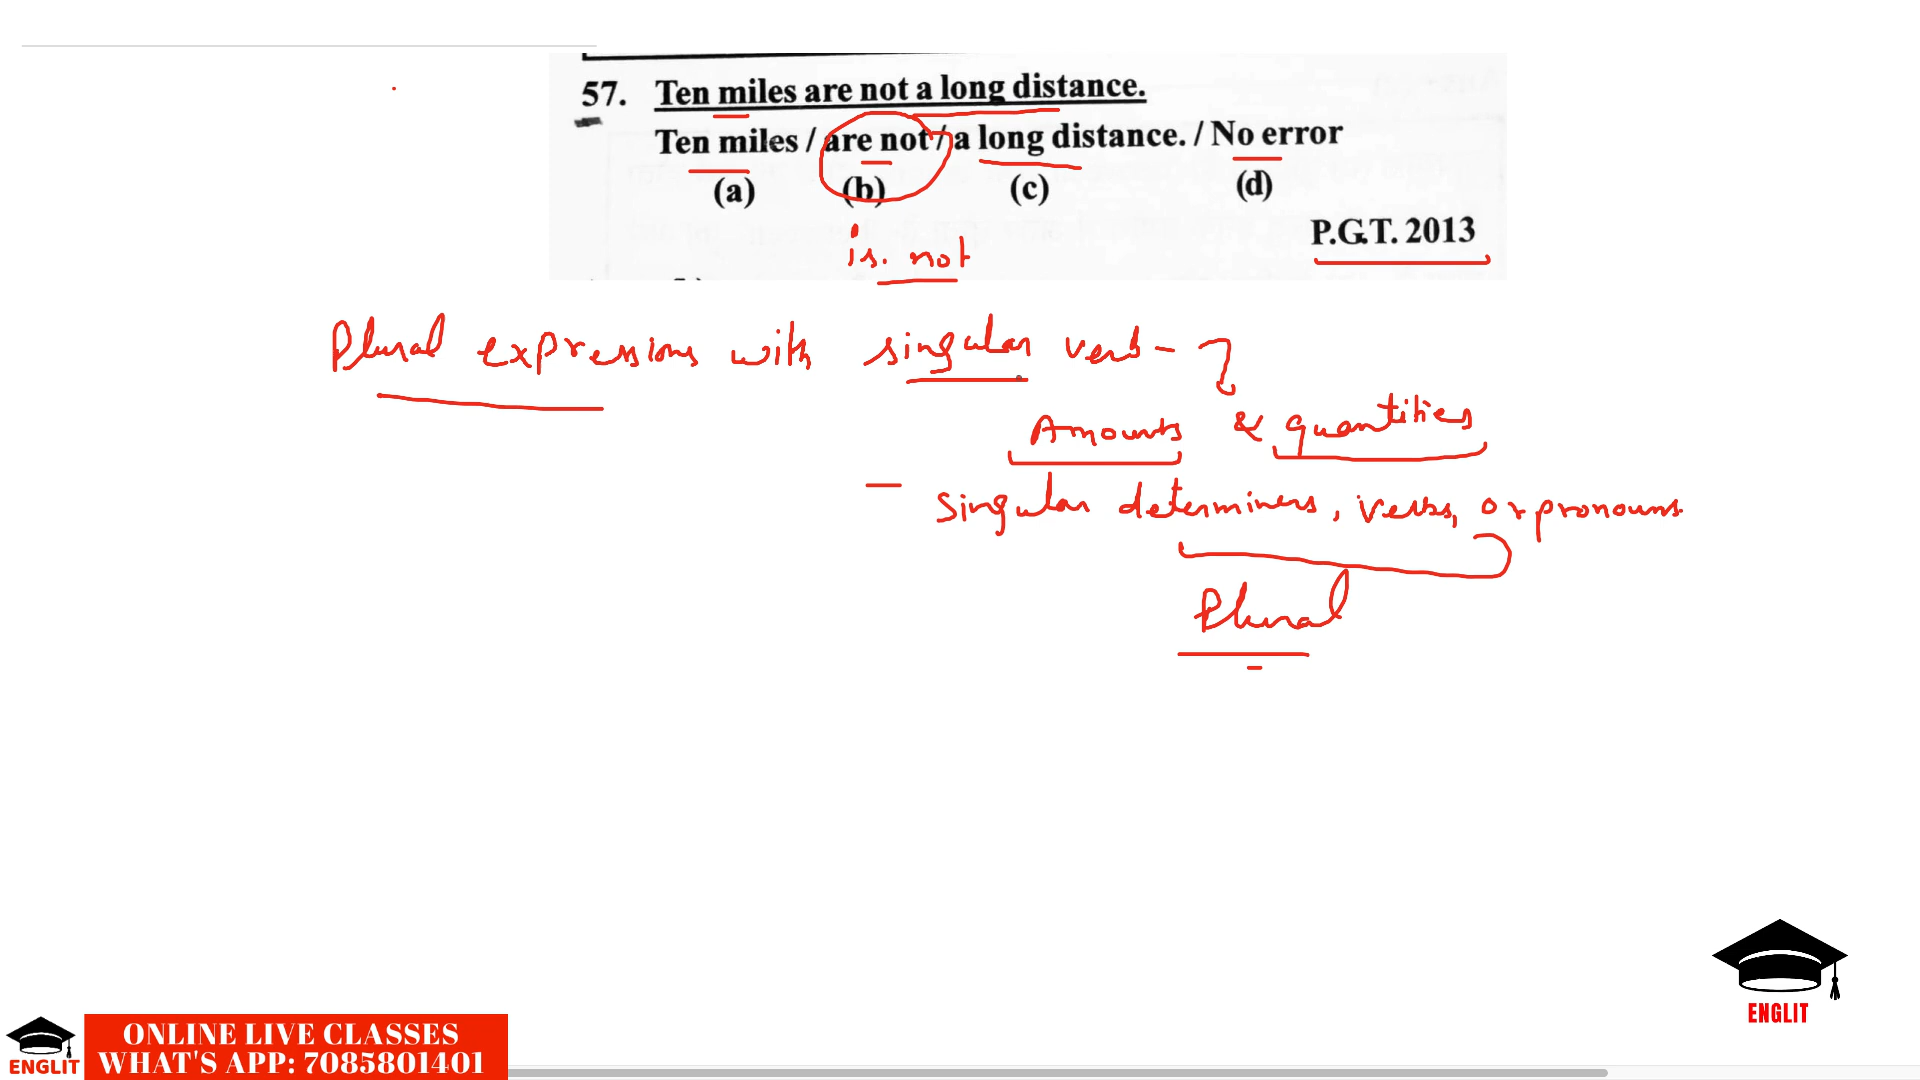 57. Ten miles are not a long distance.
Ten miles / are not / a long distance. / No error
(a) (b) (c) (d)
P.G.T. 2013
is not
Plural expressions with singular verb -
Amounts & quantities
- singular determiners, verbs, or pronouns
Plural
ENGLIT
ENGLIT
ONLINE LIVE CLASSES
WHAT'S APP: 7085801401